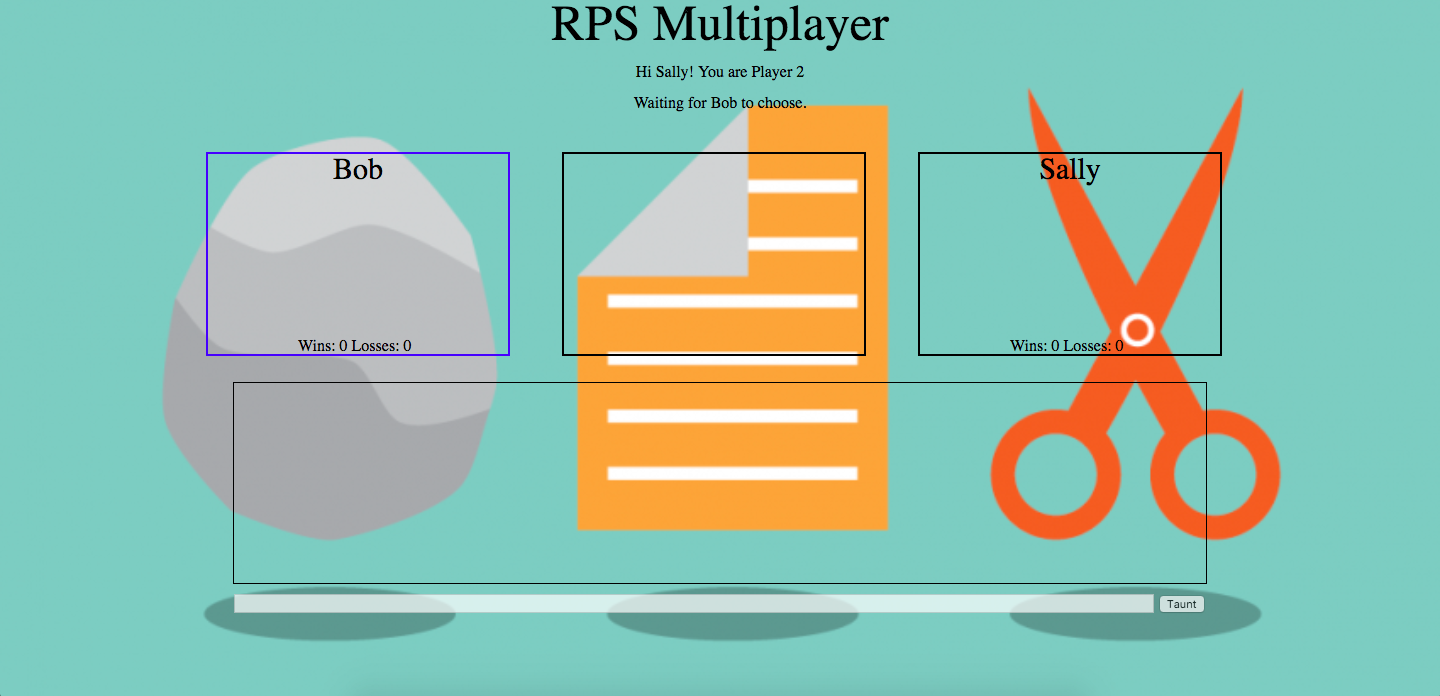 RPS Multiplayer
Hi Sally! You are Player 2
Waiting for Bob to choose.
Bob
Sally
Wins: 0 Losses: 0
Wins: 0 Losses: 0
Taunt